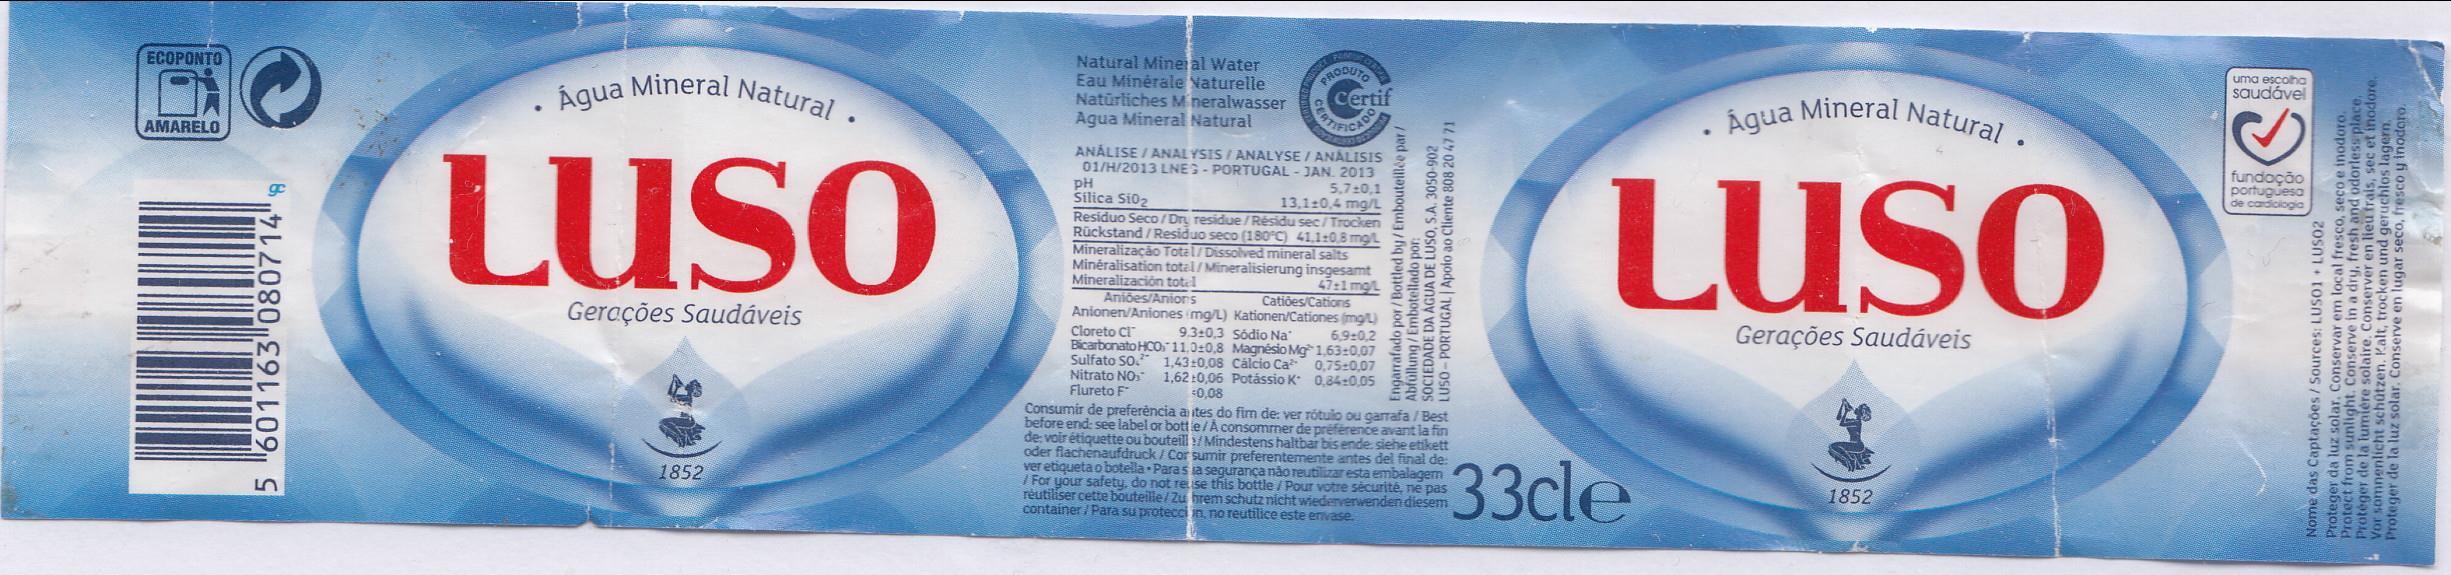 ECOPONTO
AMARELO
gc
5 601163 080714
• Água Mineral Natural •
LUSO
Gerações Saudáveis
1852
Natural Mineral Water
Eau Minérale Naturelle
Natürliches Mineralwasser
Agua Mineral Natural
PRODUTO
Certif
CERTIFICADO
ANÁLISE / ANALYSIS / ANALYSE / ANÁLISIS
01/H/2013 LNEG - PORTUGAL - JAN. 2013
pH 5,7±0,1
Sílica SiO2 13,1±0,4 mg/L
Resíduo Seco / Dry residue / Résidu sec / Trocken
Rückstand / Residuo seco (180ºC) 41,1±0,8 mg/L
Mineralização Total / Dissolved mineral salts
Minéralisation total / Mineralisierung insgesamt
Mineralización total 47±1 mg/L
Aniões/Anions Catiões/Cations
Anionen/Aniones (mg/L) Kationen/Cationes (mg/L)
Cloreto Cl⁻ 9,3±0,3 Sódio Na⁺ 6,9±0,2
Bicarbonato HCO₃⁻ 11,0±0,8 Magnésio Mg²⁺ 1,63±0,07
Sulfato SO₄²⁻ 1,43±0,08 Cálcio Ca²⁺ 0,75±0,07
Nitrato NO₃⁻ 1,62±0,06 Potássio K⁺ 0,84±0,05
Flureto F⁻ <0,08
Consumir de preferência antes do fim de: ver rótulo ou garrafa / Best
before end: see label or bottle / À consommer de préférence avant la fin
de: voir étiquette ou bouteille / Mindestens haltbar bis ende: siehe etikett
oder flachenaufdruck / Consumir preferentemente antes del final de:
ver etiqueta o botella • Para sua segurança não reutilizar esta embalagem
/ For your safety, do not reuse this bottle / Pour votre sécurité, ne pas
réutiliser cette bouteille / Zu ihrem schutz nicht wiederverwenden diesem
container / Para su protección, no reutilice este envase.
Engarrafado por / Bottled by / Embouteillée par /
Abfüllung / Embotellado por:
SOCIEDADE DA ÁGUA DE LUSO, S.A. 3050-902
LUSO – PORTUGAL | Apoio ao Cliente 808 20 47 71
33cl e
• Água Mineral Natural •
LUSO
Gerações Saudáveis
1852
uma escolha
saudável
fundação
portuguesa
de cardiologia
Nome das Captações / Sources: LUSO1 + LUSO2
Proteger da luz solar. Conservar em local fresco, seco e inodoro.
Protect from sunlight. Conserve in a dry, fresh and odorless place.
Protéger de la lumière solaire. Conserver en lieu frais, sec et inodore.
Vor sonnenlicht schützen. Kalt, trocken und geruchlos lagern.
Proteger de la luz solar. Conserve en lugar seco, fresco y inodoro.